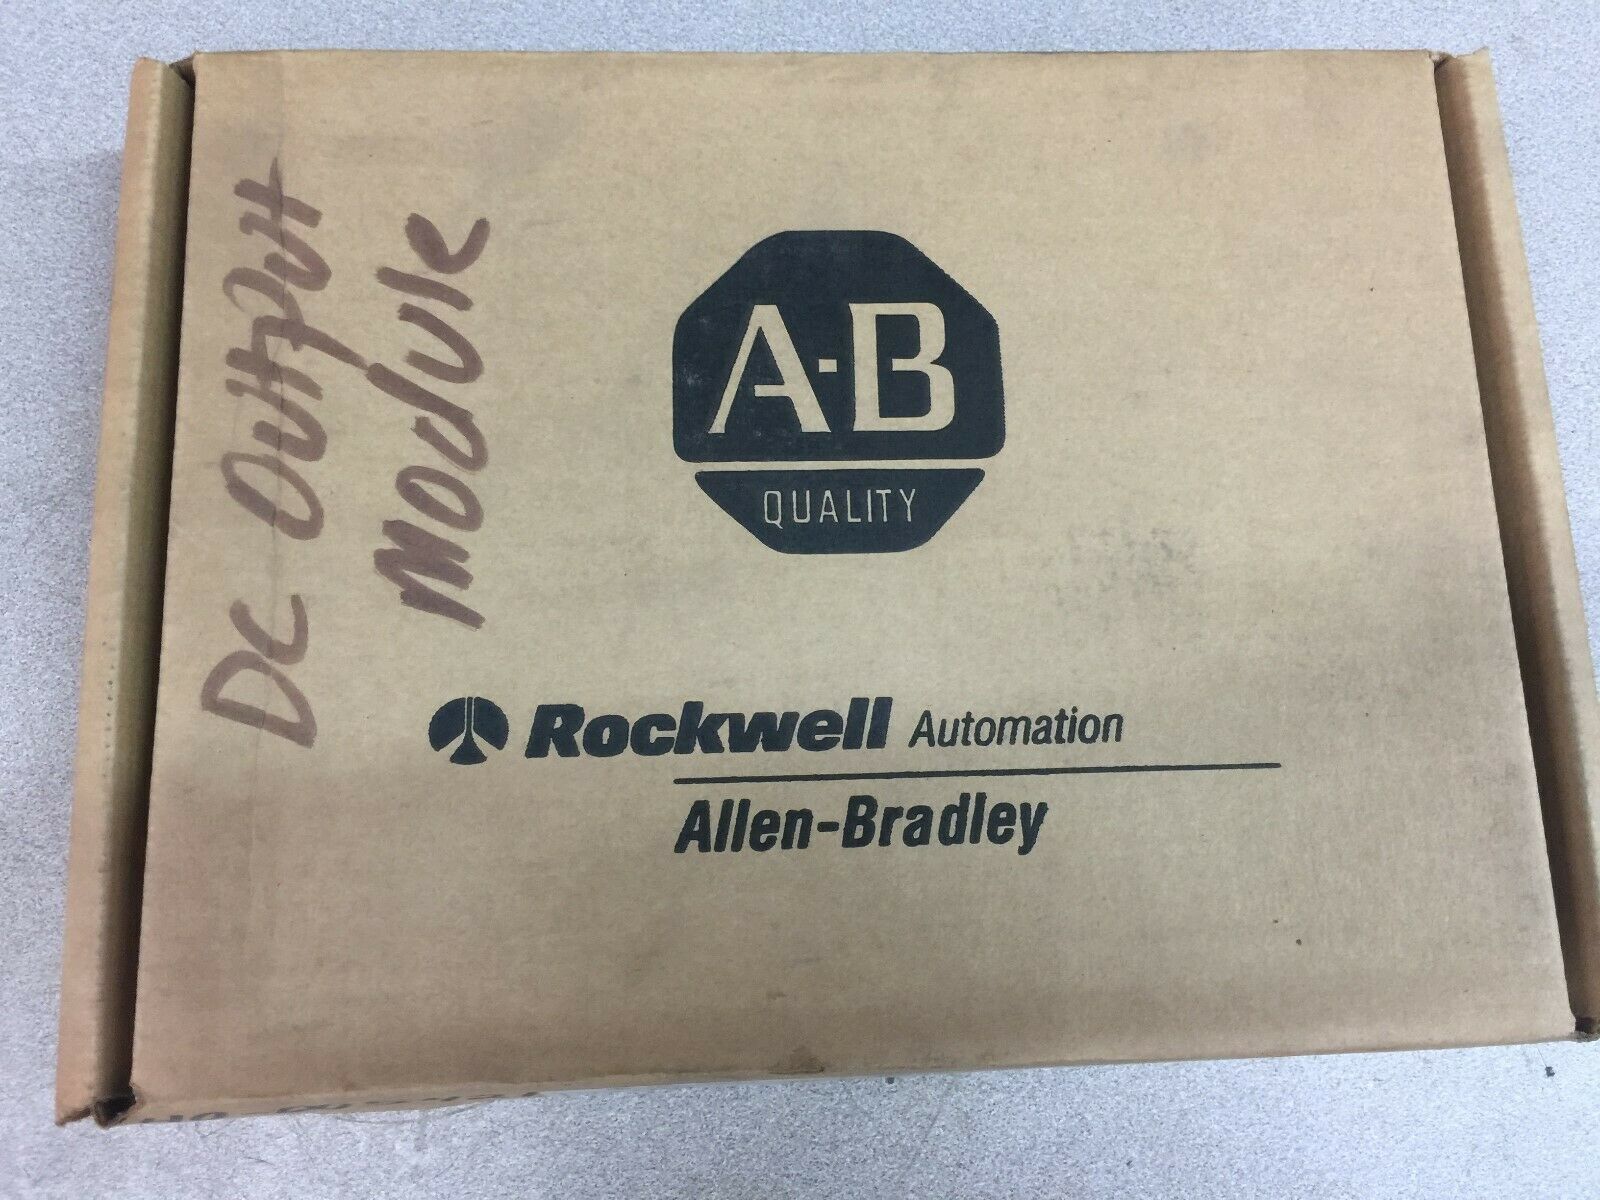 DC Output
Module
A-B
QUALITY
Rockwell Automation
Allen-Bradley